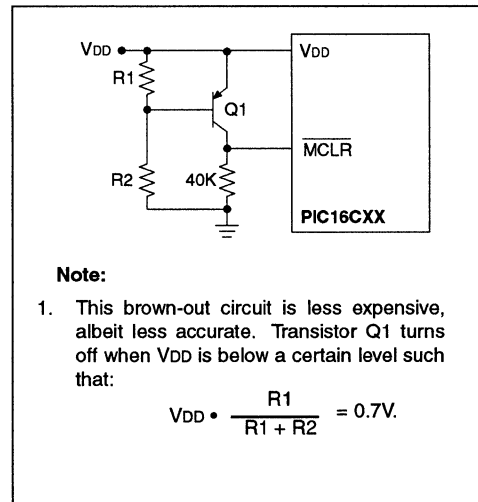 VDD
VDD
R1
Q1
MCLR
R2
40K
PIC16CXX
Note:
1. This brown-out circuit is less expensive,
albeit less accurate. Transistor Q1 turns
off when VDD is below a certain level such
that:
VDD • R1 / R1 + R2 = 0.7V.